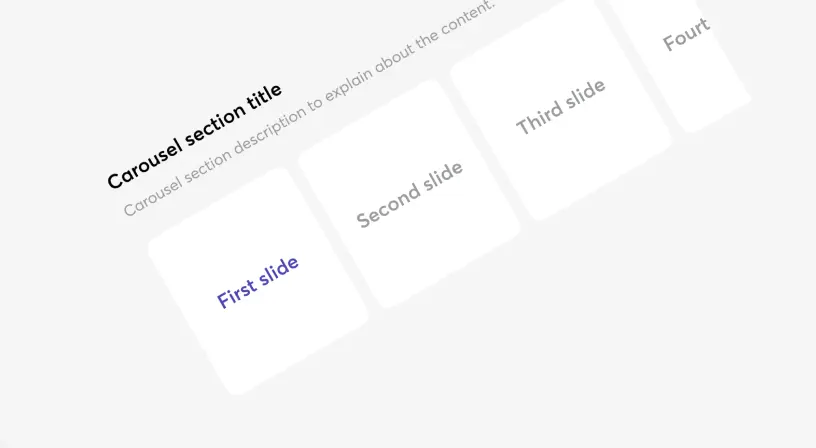 Carousel section title
Carousel section description to explain about the content.
First slide
Second slide
Third slide
Fourt